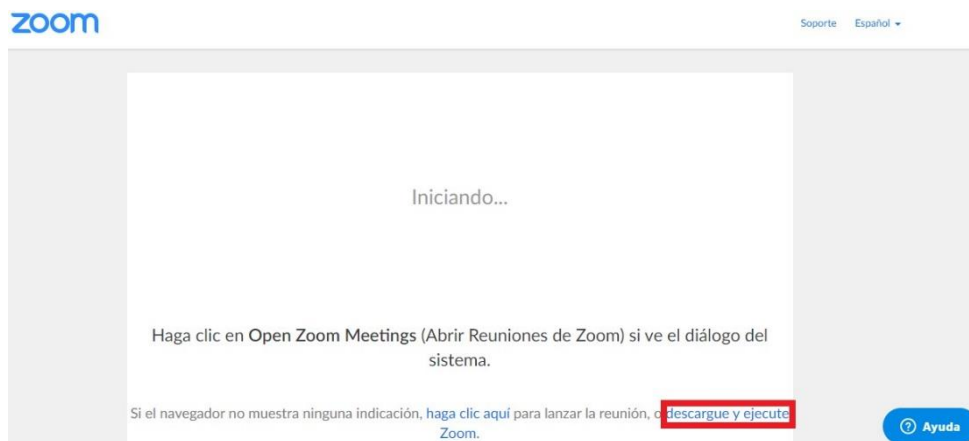 zoom
Soporte Español
Iniciando...
Haga clic en Open Zoom Meetings (Abrir Reuniones de Zoom) si ve el diálogo del
sistema.
Si el navegador no muestra ninguna indicación, haga clic aquí para lanzar la reunión, o descargue y ejecute
Zoom.
Ayuda